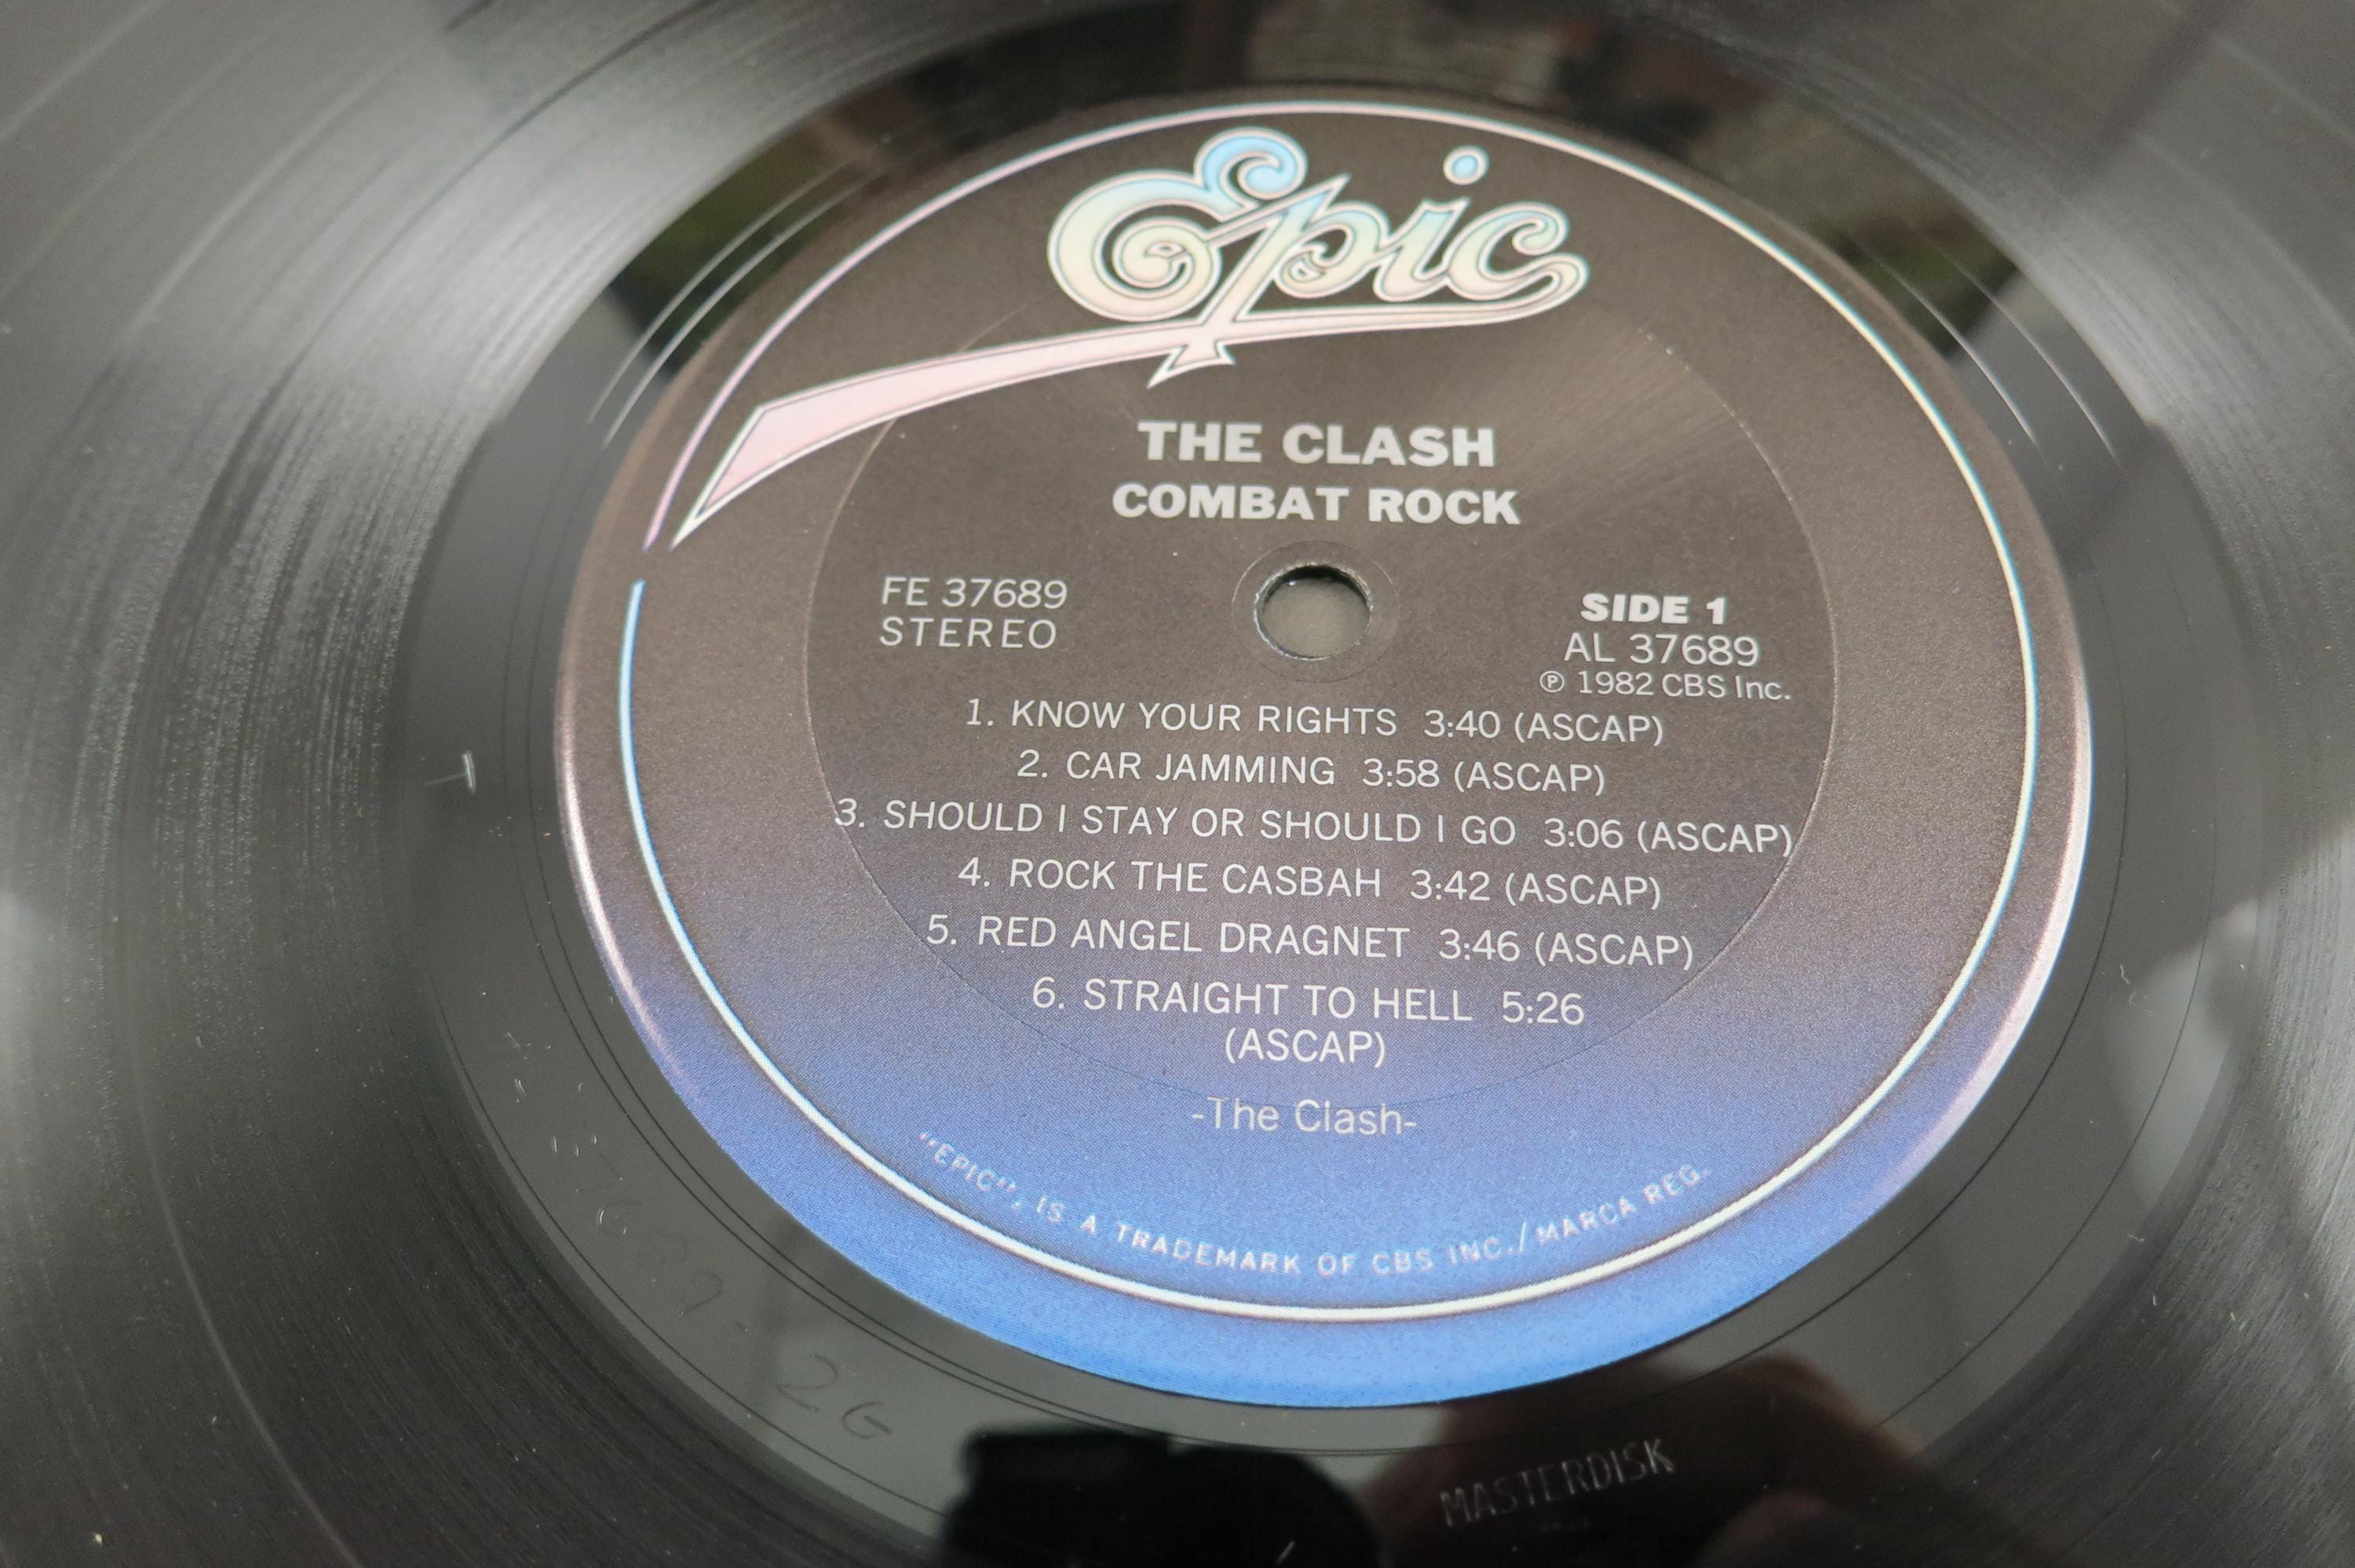 Epic
THE CLASH
COMBAT ROCK
FE 37689
STEREO
SIDE 1
AL 37689
℗ 1982 CBS Inc.
1. KNOW YOUR RIGHTS 3:40 (ASCAP)
2. CAR JAMMING 3:58 (ASCAP)
3. SHOULD I STAY OR SHOULD I GO 3:06 (ASCAP)
4. ROCK THE CASBAH 3:42 (ASCAP)
5. RED ANGEL DRAGNET 3:46 (ASCAP)
6. STRAIGHT TO HELL 5:26
(ASCAP)
-The Clash-
"EPIC", IS A TRADEMARK OF CBS INC./MARCA REG.
37689-2G
MASTERDISK